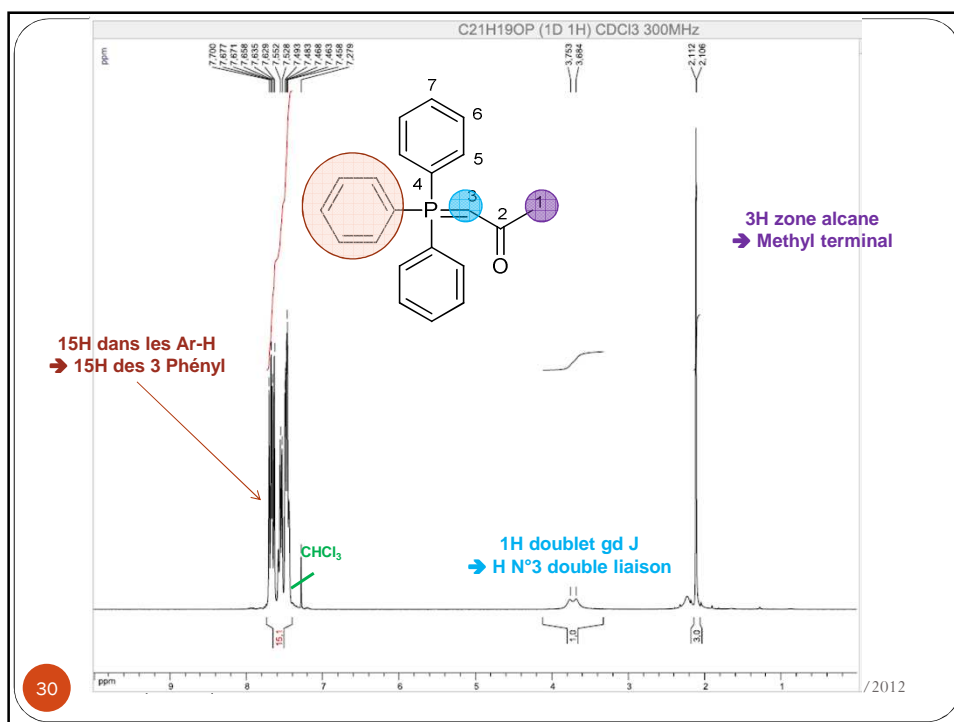 C21H19OP (1D 1H) CDCl3 300MHz
ppm
7,700
7,677
7,671
7,658
7,635
7,629
7,552
7,528
7,493
7,483
7,468
7,463
7,458
7,279
3,753
3,684
2,112
2,106
7
6
5
4
3
1
P
2
O
3H zone alcane
➔ Methyl terminal
15H dans les Ar-H
➔ 15H des 3 Phényl
CHCl3
1H doublet gd J
➔ H N°3 double liaison
15,1
1,0
3,0
ppm 9 8 7 6 5 4 3 2 1
30
/2012